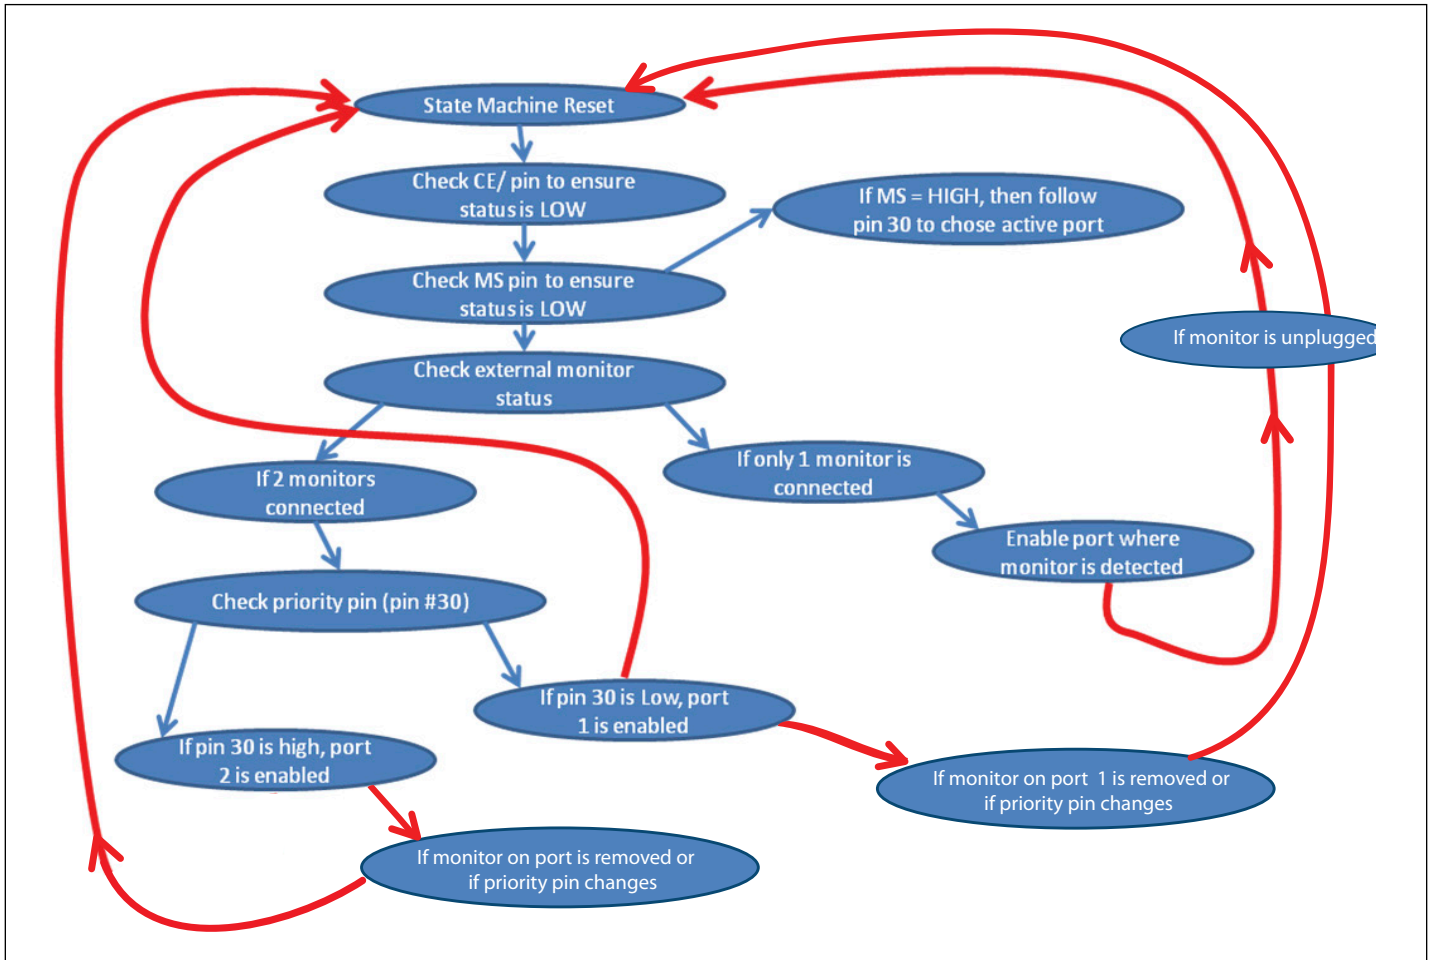 State Machine Reset
Check CE/ pin to ensure
status is LOW
If MS = HIGH, then follow
pin 30 to chose active port
Check MS pin to ensure
status is LOW
If monitor is unplugged
Check external monitor
status
If only 1 monitor is
connected
If 2 monitors
connected
Enable port where
monitor is detected
Check priority pin (pin #30)
If pin 30 is Low, port
1 is enabled
If pin 30 is high, port
2 is enabled
If monitor on port 1 is removed or
if priority pin changes
If monitor on port is removed or
if priority pin changes